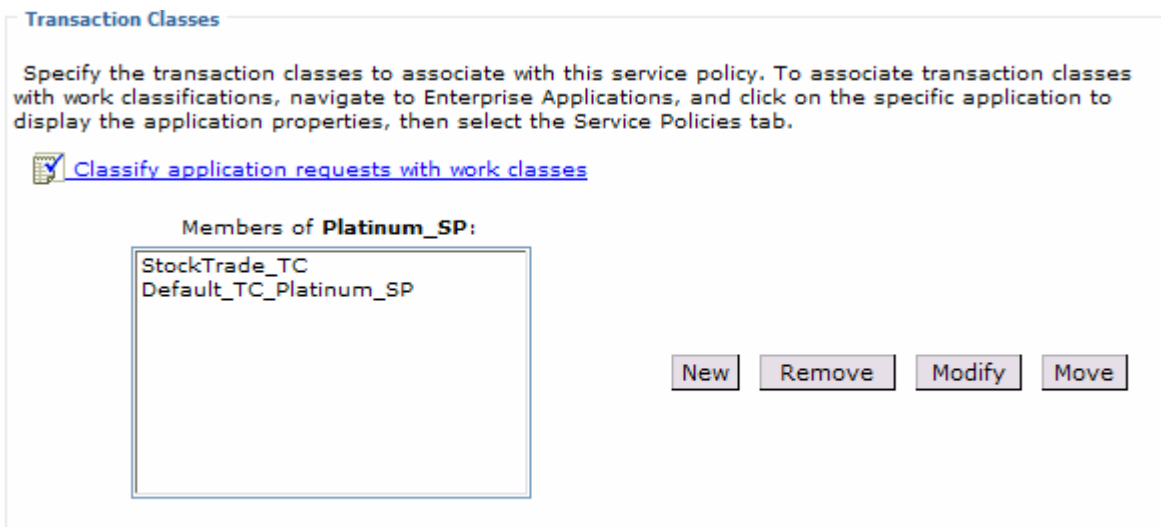 Transaction Classes
Specify the transaction classes to associate with this service policy. To associate transaction classes
with work classifications, navigate to Enterprise Applications, and click on the specific application to
display the application properties, then select the Service Policies tab.
Classify application requests with work classes
Members of Platinum_SP:
StockTrade_TC
Default_TC_Platinum_SP
New Remove Modify Move